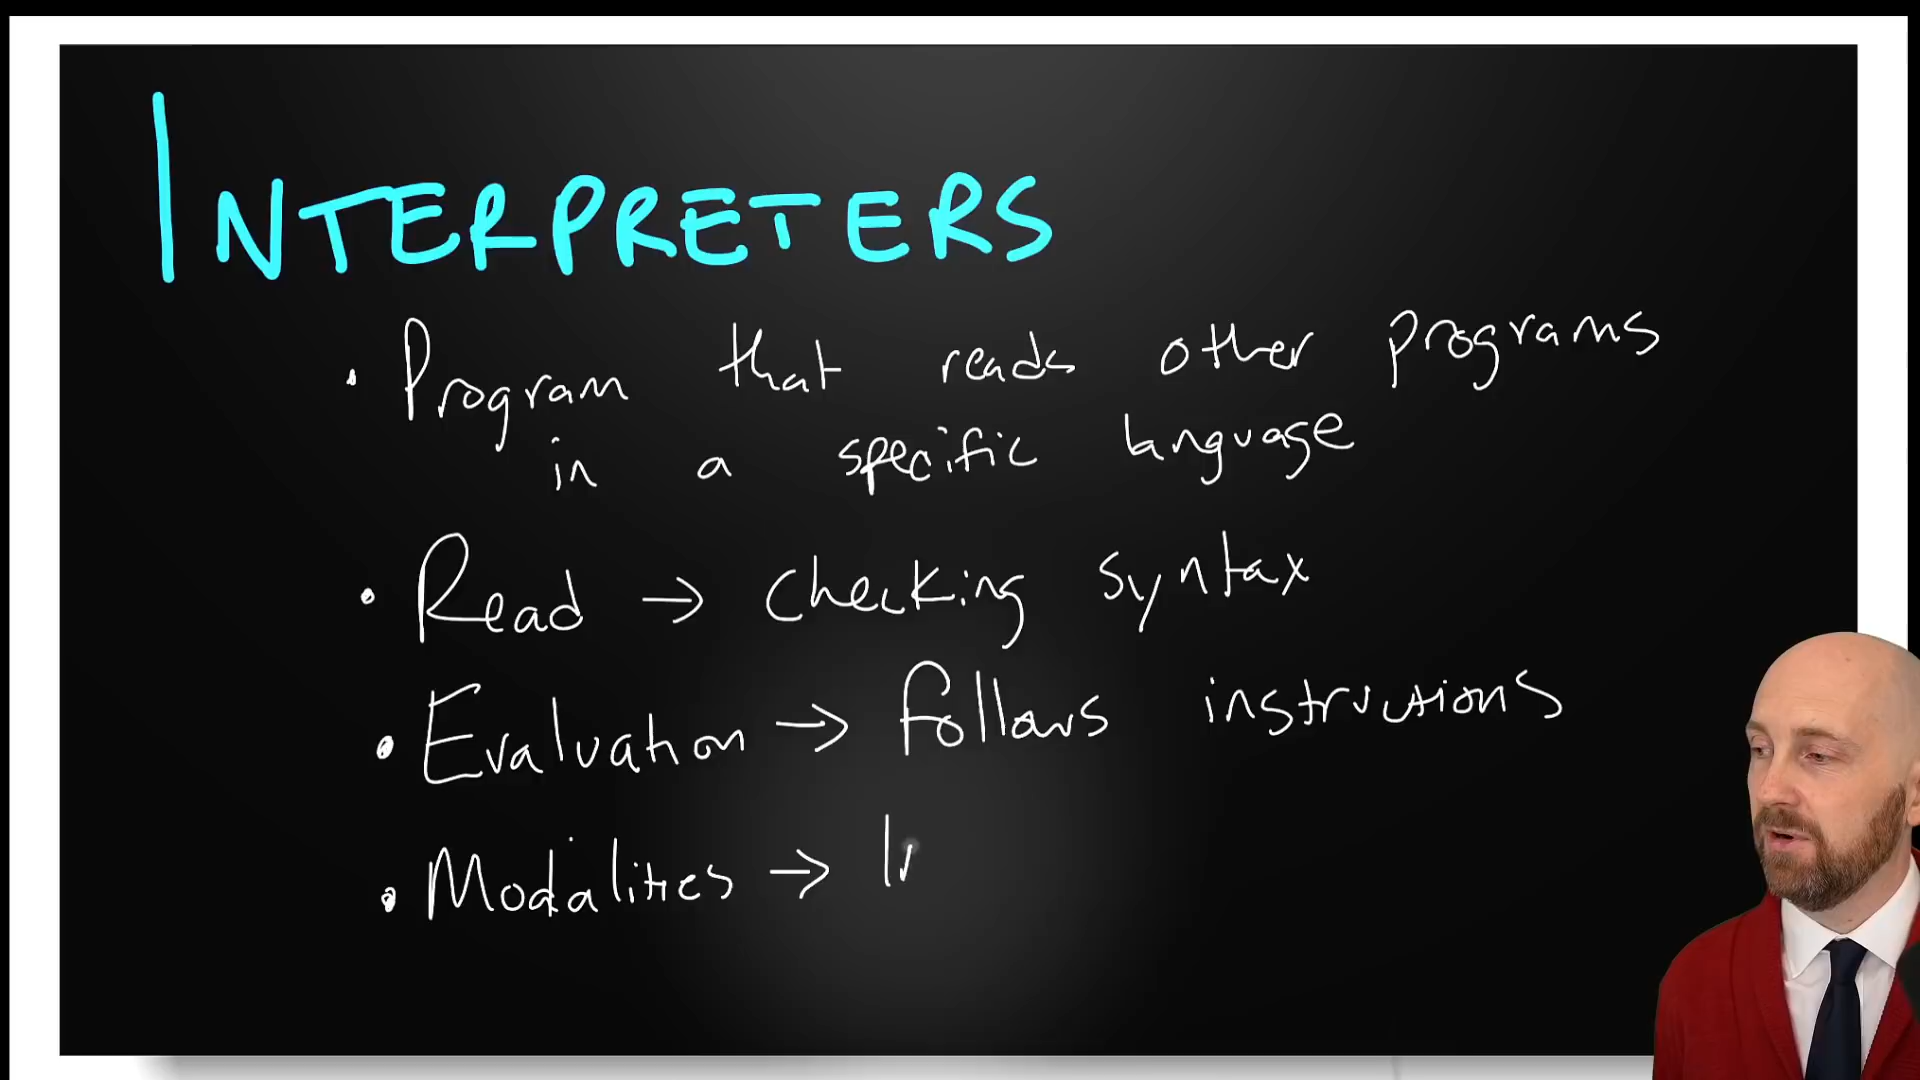 INTERPRETERS
• Program that reads other programs
in a specific language
• Read → checking syntax
• Evaluation → follows instructions
• Modalities →